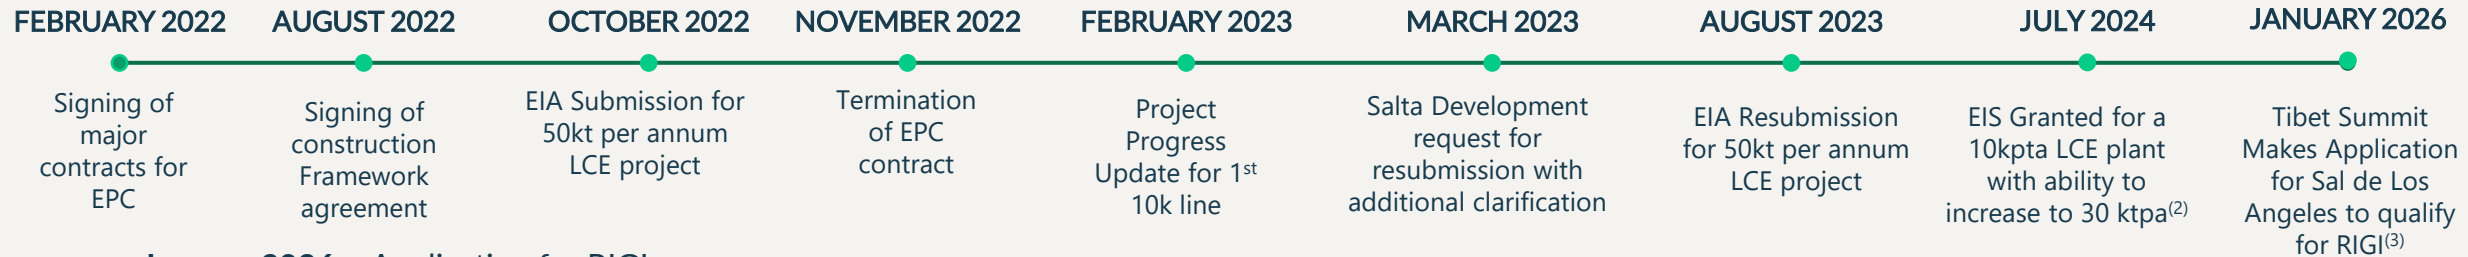 FEBRUARY 2022
Signing of
major
contracts for
EPC
AUGUST 2022
Signing of
construction
Framework
agreement
OCTOBER 2022
EIA Submission for
50kt per annum
LCE project
NOVEMBER 2022
Termination
of EPC
contract
FEBRUARY 2023
Project
Progress
Update for 1st
10k line
MARCH 2023
Salta Development
request for
resubmission with
additional clarification
AUGUST 2023
EIA Resubmission
for 50kt per annum
LCE project
JULY 2024
EIS Granted for a
10kpta LCE plant
with ability to
increase to 30 ktpa(2)
JANUARY 2026
Tibet Summit
Makes Application
for Sal de Los
Angeles to qualify
for RIGI(3)
2026
Application for RIGI